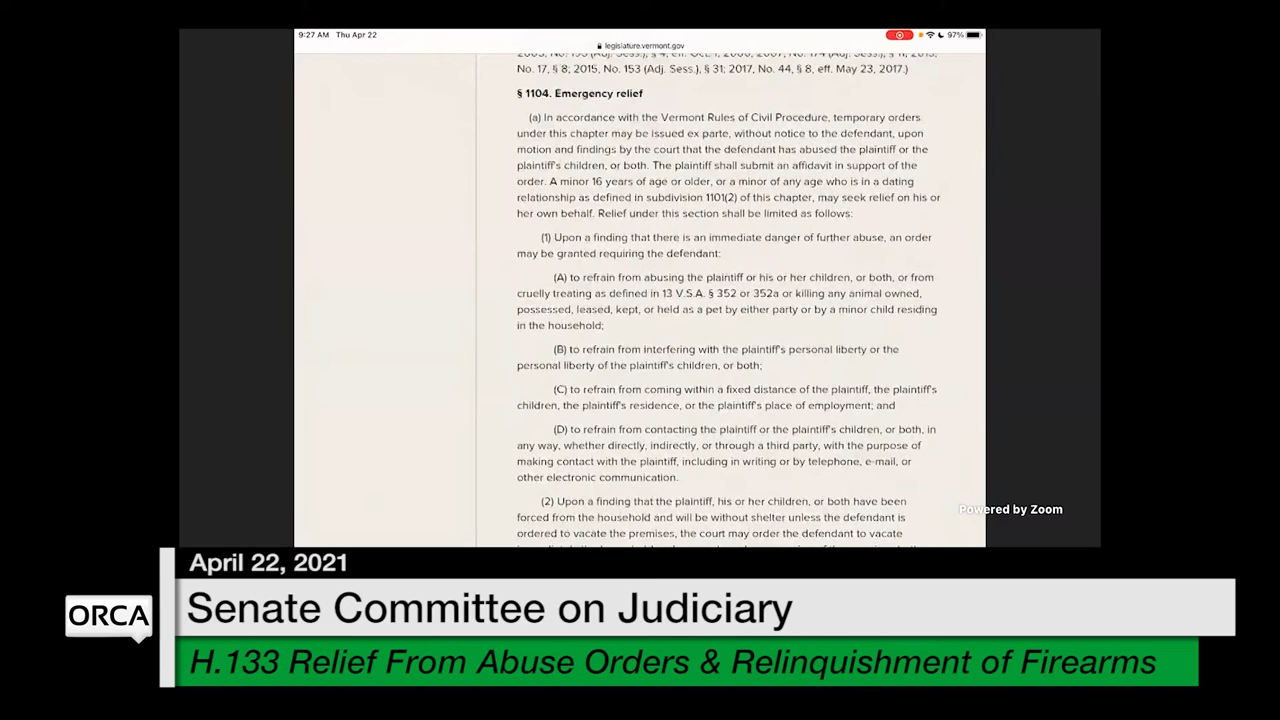 9:27 AM Thu Apr 22
97%
legislature.vermont.gov
2005, No. 193 (Adj. Sess.), § 4, eff. Oct. 1, 2006; 2007, No. 174 (Adj. Sess.), § 11; 2013,
No. 17, § 8; 2015, No. 153 (Adj. Sess.), § 31; 2017, No. 44, § 8, eff. May 23, 2017.)
§ 1104. Emergency relief
(a) In accordance with the Vermont Rules of Civil Procedure, temporary orders
under this chapter may be issued ex parte, without notice to the defendant, upon
motion and findings by the court that the defendant has abused the plaintiff or the
plaintiff's children, or both. The plaintiff shall submit an affidavit in support of the
order. A minor 16 years of age or older, or a minor of any age who is in a dating
relationship as defined in subdivision 1101(2) of this chapter, may seek relief on his or
her own behalf. Relief under this section shall be limited as follows:
(1) Upon a finding that there is an immediate danger of further abuse, an order
may be granted requiring the defendant:
(A) to refrain from abusing the plaintiff or his or her children, or both, or from
cruelly treating as defined in 13 V.S.A. § 352 or 352a or killing any animal owned,
possessed, leased, kept, or held as a pet by either party or by a minor child residing
in the household;
(B) to refrain from interfering with the plaintiff's personal liberty or the
personal liberty of the plaintiff's children, or both;
(C) to refrain from coming within a fixed distance of the plaintiff, the plaintiff's
children, the plaintiff's residence, or the plaintiff's place of employment; and
(D) to refrain from contacting the plaintiff or the plaintiff's children, or both, in
any way, whether directly, indirectly, or through a third party, with the purpose of
making contact with the plaintiff, including in writing or by telephone, e-mail, or
other electronic communication.
(2) Upon a finding that the plaintiff, his or her children, or both have been
forced from the household and will be without shelter unless the defendant is
ordered to vacate the premises, the court may order the defendant to vacate
Powered by Zoom
April 22, 2021
ORCA
Senate Committee on Judiciary
H.133 Relief From Abuse Orders & Relinquishment of Firearms